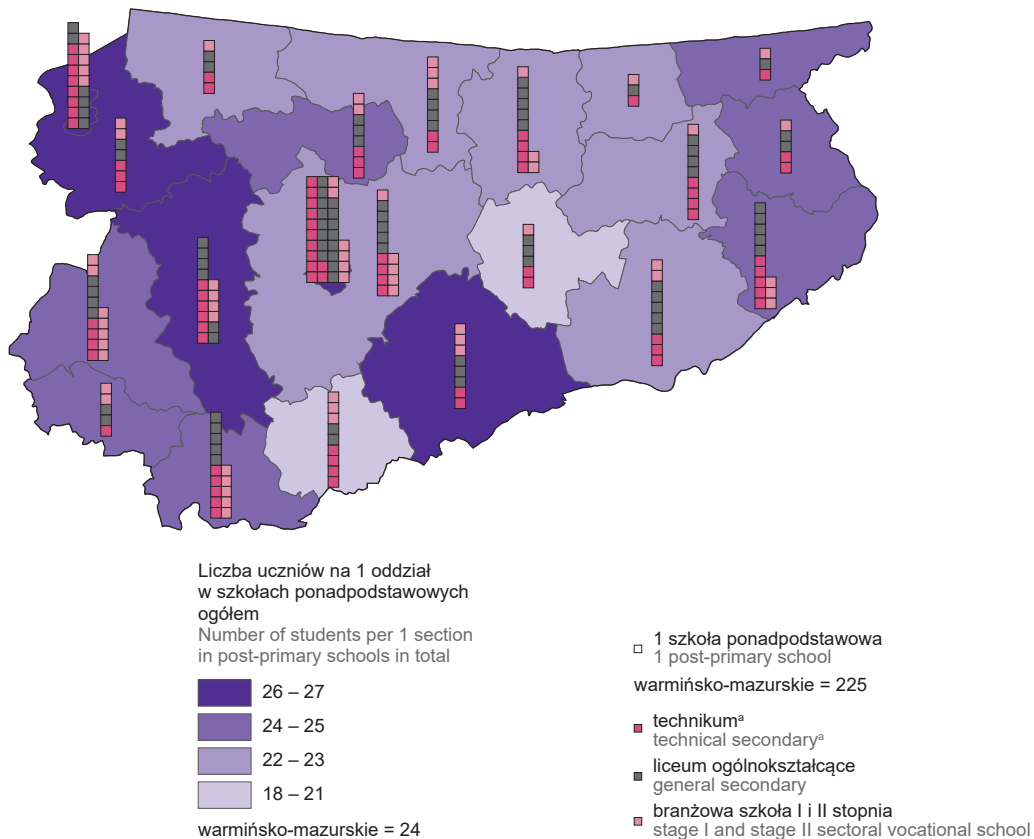 Liczba uczniów na 1 oddział
w szkołach ponadpodstawowych
ogółem
Number of students per 1 section
in post-primary schools in total
26 – 27
24 – 25
22 – 23
18 – 21
warmińsko-mazurskie = 24
1 szkoła ponadpodstawowa
1 post-primary school
warmińsko-mazurskie = 225
technikumᵃ
technical secondaryᵃ
liceum ogólnokształcące
general secondary
branżowa szkoła I i II stopnia
stage I and stage II sectoral vocational school